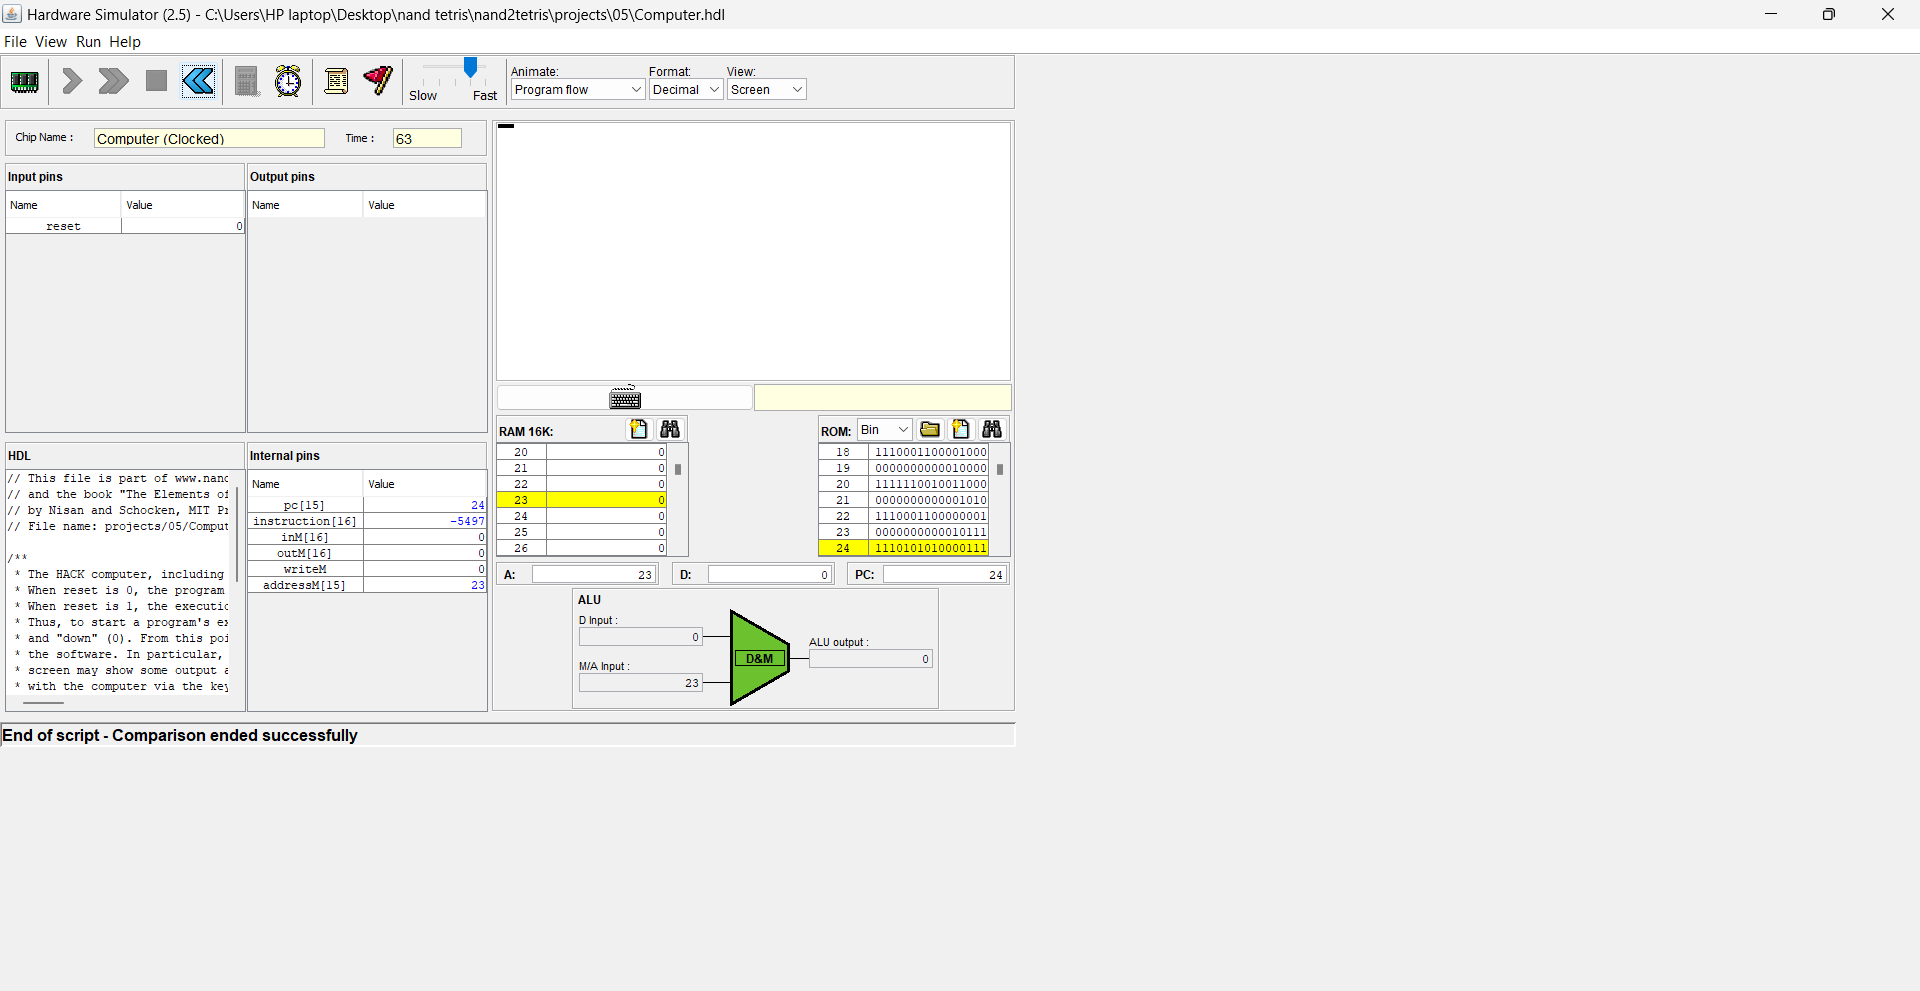 Hardware Simulator (2.5) - C:\Users\HP laptop\Desktop\nand tetris\nand2tetris\projects\05\Computer.hdl
File View Run Help
Slow Fast
Animate: Format: View:
Program flow Decimal Screen
Chip Name : Computer (Clocked) Time : 63
Input pins
Name Value
reset 0
Output pins
Name Value
HDL
// This file is part of www.nand
// and the book "The Elements of
// by Nisan and Schocken, MIT Pr
// File name: projects/05/Comput
/**
* The HACK computer, including
* When reset is 0, the program
* When reset is 1, the executio
* Thus, to start a program's ex
* and "down" (0). From this poi
* the software. In particular,
* screen may show some output a
* with the computer via the key
Internal pins
Name Value
pc[15] 24
instruction[16] -5497
inM[16] 0
outM[16] 0
writeM 0
addressM[15] 23
RAM 16K:
20 0
21 0
22 0
23 0
24 0
25 0
26 0
ROM: Bin
18 1110001100001000
19 0000000000010000
20 1111110010011000
21 0000000000001010
22 1110001100000001
23 0000000000010111
24 1110101010000111
A: 23 D: 0 PC: 24
ALU
D Input :
0
M/A Input :
23
D&M
ALU output :
0
End of script - Comparison ended successfully